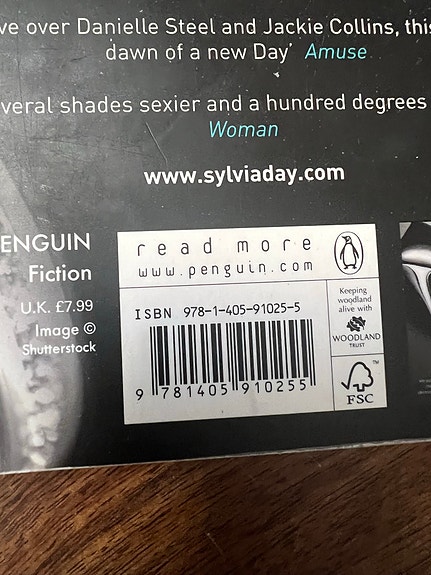 ve over Danielle Steel and Jackie Collins, this
dawn of a new Day' Amuse
veral shades sexier and a hundred degrees
Woman
www.sylviaday.com
ENGUIN
Fiction
U.K. £7.99
Image ©
Shutterstock
read more
www.penguin.com
ISBN 978-1-405-91025-5
9 781405 910255
Keeping
woodland
alive with
WOODLAND
TRUST
™
FSC